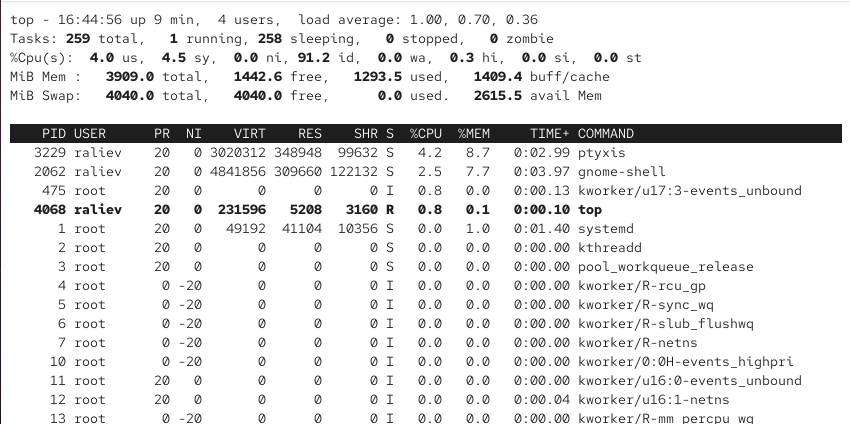 top - 16:44:56 up 9 min,  4 users,  load average: 1.00, 0.70, 0.36
Tasks: 259 total,   1 running, 258 sleeping,   0 stopped,   0 zombie
%Cpu(s):  4.0 us,  4.5 sy,  0.0 ni, 91.2 id,  0.0 wa,  0.3 hi,  0.0 si,  0.0 st
MiB Mem :   3909.0 total,   1442.6 free,   1293.5 used,   1409.4 buff/cache
MiB Swap:   4040.0 total,   4040.0 free,      0.0 used.   2615.5 avail Mem
PID USER      PR  NI    VIRT    RES    SHR S  %CPU  %MEM     TIME+ COMMAND
3229 raliev    20   0 3020312 348948  99632 S   4.2   8.7   0:02.99 ptyxis
2062 raliev    20   0 4841856 309660 122132 S   2.5   7.7   0:03.97 gnome-shell
475 root      20   0       0      0      0 I   0.8   0.0   0:00.13 kworker/u17:3-events_unbound
4068 raliev    20   0  231596   5208   3160 R   0.8   0.1   0:00.10 top
1 root      20   0   49192  41104  10356 S   0.0   1.0   0:01.40 systemd
2 root      20   0       0      0      0 S   0.0   0.0   0:00.00 kthreadd
3 root      20   0       0      0      0 S   0.0   0.0   0:00.00 pool_workqueue_release
4 root       0 -20       0      0      0 I   0.0   0.0   0:00.00 kworker/R-rcu_gp
5 root       0 -20       0      0      0 I   0.0   0.0   0:00.00 kworker/R-sync_wq
6 root       0 -20       0      0      0 I   0.0   0.0   0:00.00 kworker/R-slub_flushwq
7 root       0 -20       0      0      0 I   0.0   0.0   0:00.00 kworker/R-netns
10 root       0 -20       0      0      0 I   0.0   0.0   0:00.00 kworker/0:0H-events_highpri
11 root      20   0       0      0      0 I   0.0   0.0   0:00.00 kworker/u16:0-events_unbound
12 root      20   0       0      0      0 I   0.0   0.0   0:00.04 kworker/u16:1-netns
13 root       0 -20       0      0      0 I   0.0   0.0   0:00.00 kworker/R-mm_percpu_wq